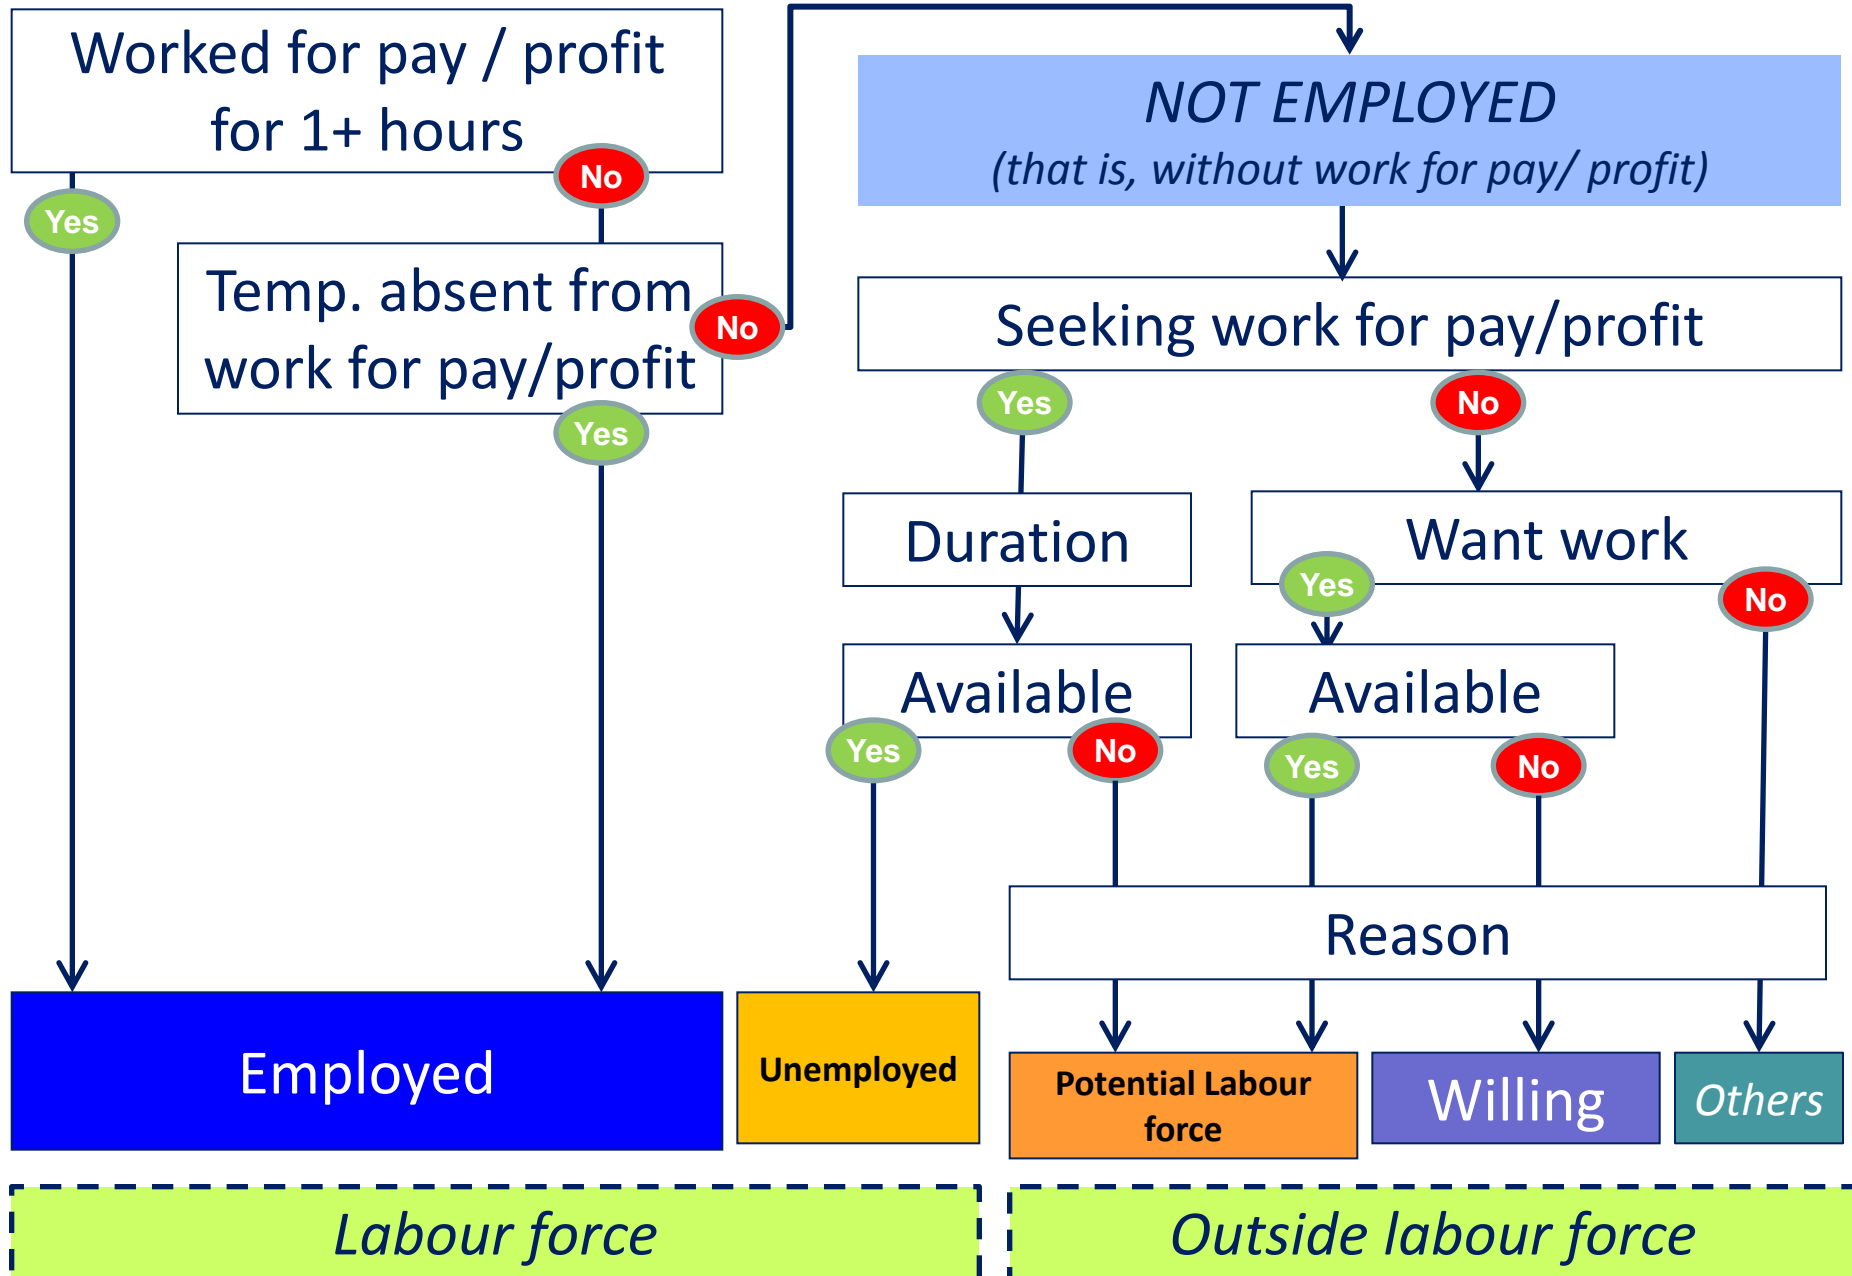 Worked for pay / profit
for 1+ hours
No
Yes
Temp. absent from
work for pay/profit
No
Yes
NOT EMPLOYED
(that is, without work for pay/ profit)
Seeking work for pay/profit
Yes
No
Duration
Want work
Yes
No
Available
Available
Yes
No
Yes
No
Reason
Employed
Unemployed
Potential Labour
force
Willing
Others
Labour force
Outside labour force